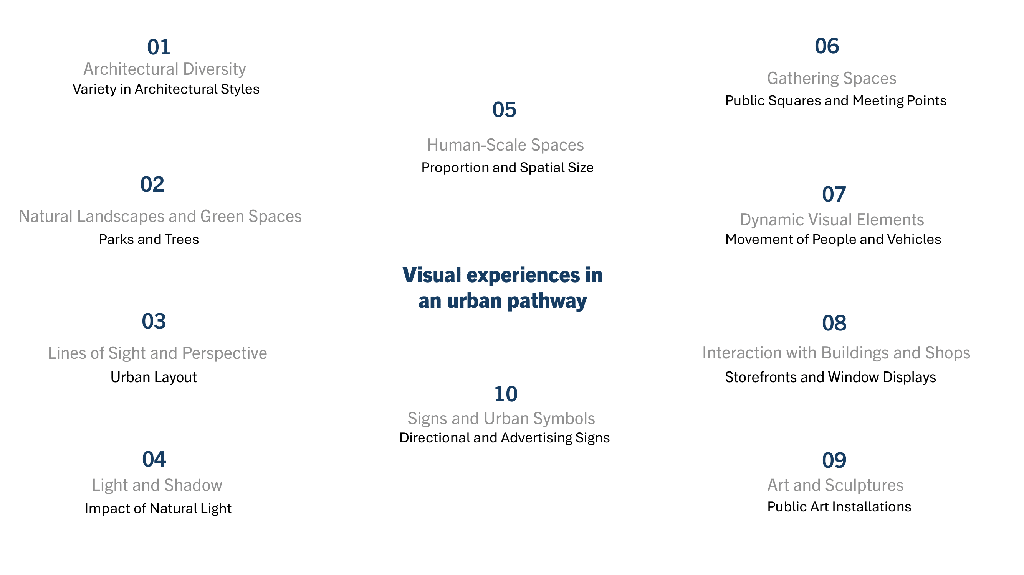 01
Architectural Diversity
Variety in Architectural Styles
02
Natural Landscapes and Green Spaces
Parks and Trees
03
Lines of Sight and Perspective
Urban Layout
04
Light and Shadow
Impact of Natural Light
05
Human-Scale Spaces
Proportion and Spatial Size
Visual experiences in
an urban pathway
10
Signs and Urban Symbols
Directional and Advertising Signs
06
Gathering Spaces
Public Squares and Meeting Points
07
Dynamic Visual Elements
Movement of People and Vehicles
08
Interaction with Buildings and Shops
Storefronts and Window Displays
09
Art and Sculptures
Public Art Installations